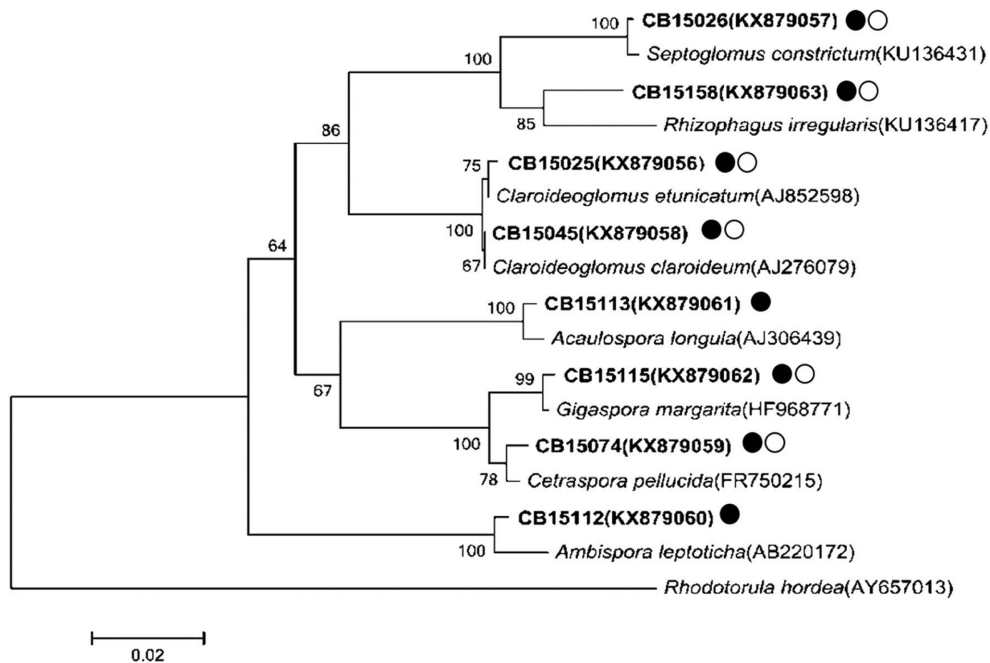 100 CB15026(KX879057)
Septoglomus constrictum(KU136431)
100
CB15158(KX879063)
85 Rhizophagus irregularis(KU136417)
86
75 CB15025(KX879056)
Claroideoglomus etunicatum(AJ852598)
100 CB15045(KX879058)
64
67 Claroideoglomus claroideum(AJ276079)
100 CB15113(KX879061)
Acaulospora longula(AJ306439)
99 CB15115(KX879062)
67
Gigaspora margarita(HF968771)
100 CB15074(KX879059)
78 Cetraspora pellucida(FR750215)
CB15112(KX879060)
100 Ambispora leptoticha(AB220172)
Rhodotorula hordea(AY657013)
0.02